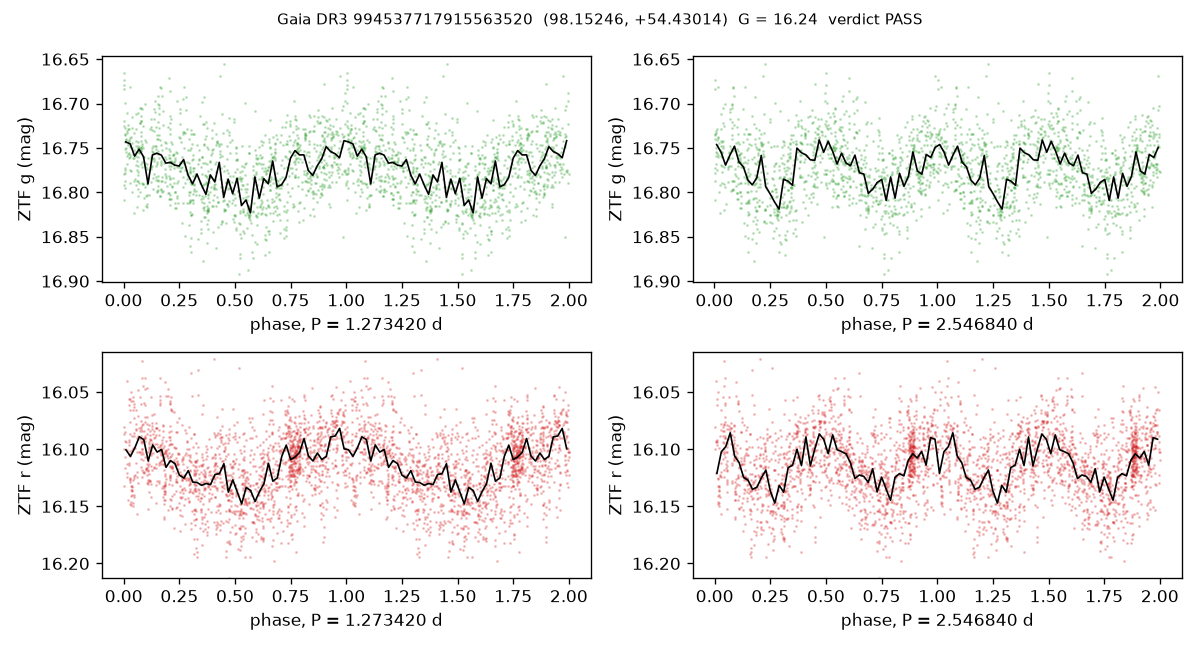 Gaia DR3 994537717915563520  (98.15246, +54.43014)  G = 16.24  verdict PASS
ZTF g (mag)
16.65
16.70
16.75
16.80
16.85
16.90
0.00 0.25 0.50 0.75 1.00 1.25 1.50 1.75 2.00
phase, P = 1.273420 d
ZTF g (mag)
16.65
16.70
16.75
16.80
16.85
16.90
0.00 0.25 0.50 0.75 1.00 1.25 1.50 1.75 2.00
phase, P = 2.546840 d
ZTF r (mag)
16.05
16.10
16.15
16.20
0.00 0.25 0.50 0.75 1.00 1.25 1.50 1.75 2.00
phase, P = 1.273420 d
ZTF r (mag)
16.05
16.10
16.15
16.20
0.00 0.25 0.50 0.75 1.00 1.25 1.50 1.75 2.00
phase, P = 2.546840 d